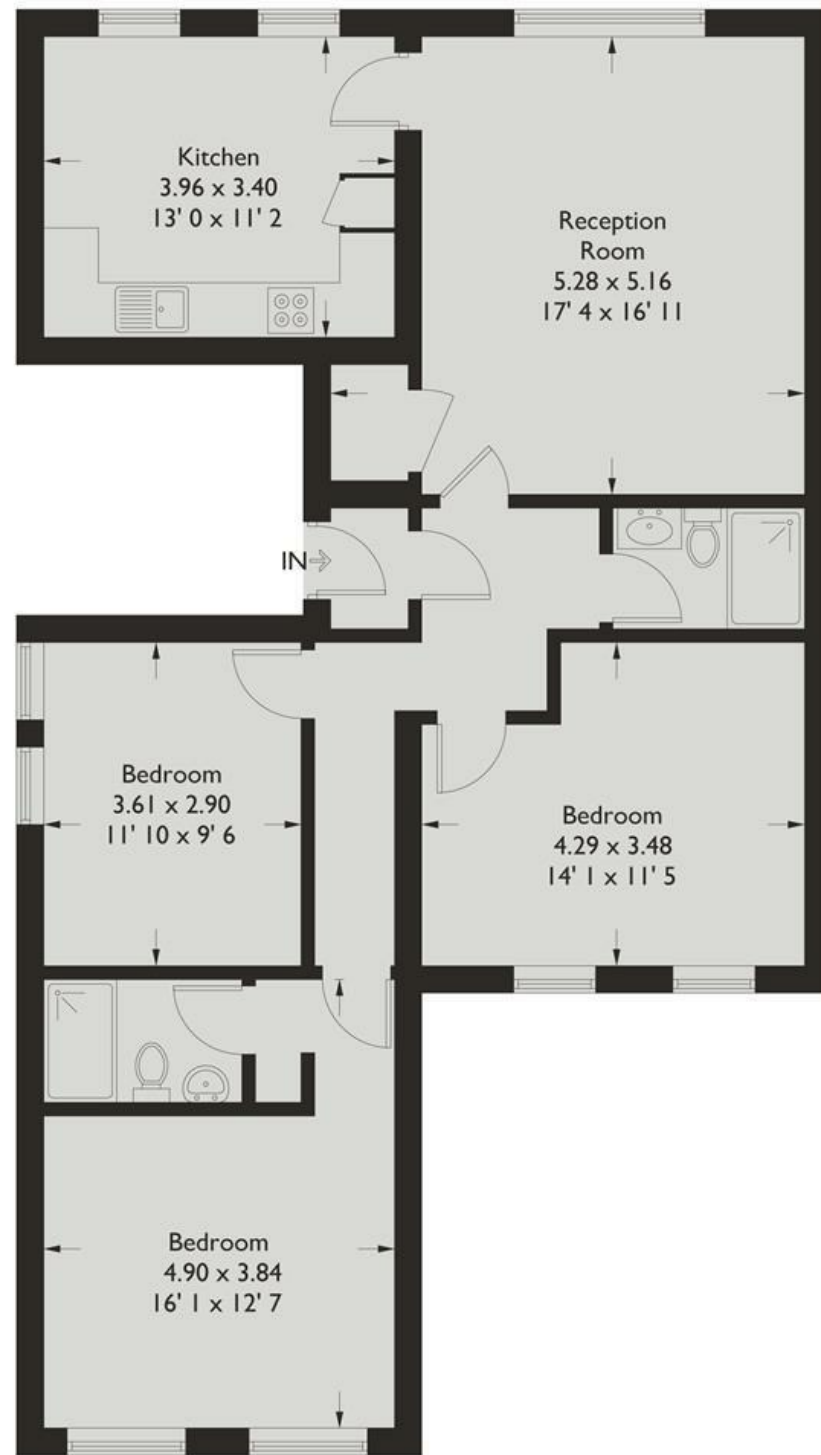 Kitchen
3.96 x 3.40
13' 0 x 11' 2
Reception
Room
5.28 x 5.16
17' 4 x 16' 11
IN
Bedroom
3.61 x 2.90
11' 10 x 9' 6
Bedroom
4.29 x 3.48
14' 1 x 11' 5
Bedroom
4.90 x 3.84
16' 1 x 12' 7